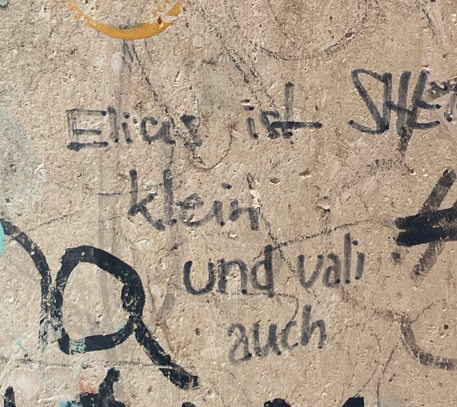 Elias ist
klein
und vali
auch